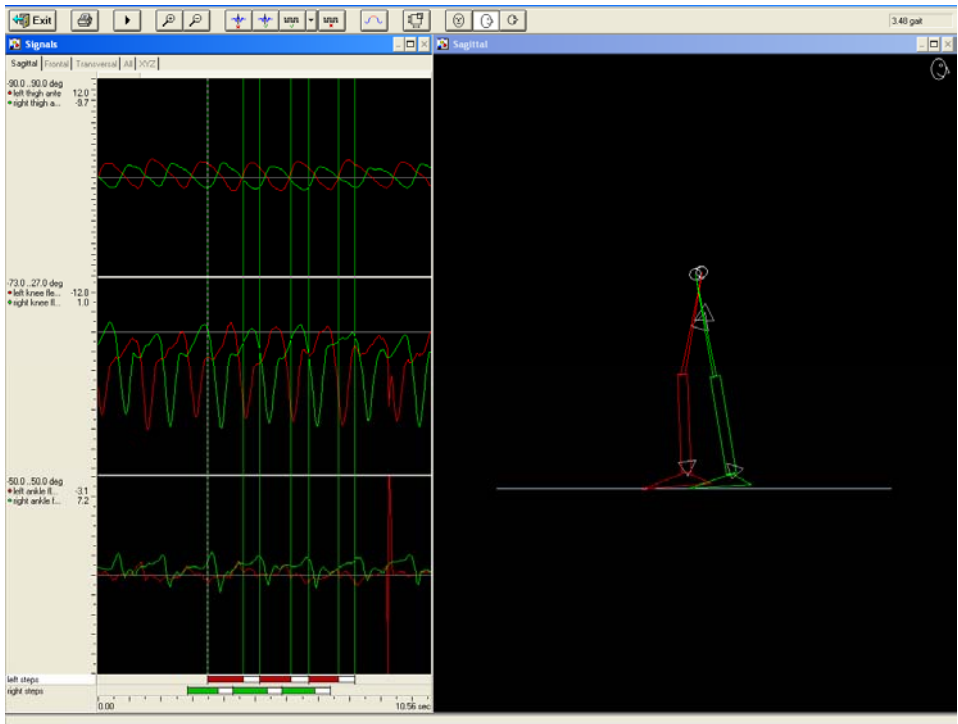 Exit
3.48 gait
Signals
Sagittal
Sagittal Frontal Transversal All XYZ
-90.0 ..90.0 deg
left thigh ante 12.0
right thigh a... -9.7
-73.0 ..27.0 deg
left knee fle... -12.8
right knee fl... 1.0
-50.0 ..50.0 deg
left ankle fl... -3.1
right ankle f... 7.2
left steps
right steps
0.00 10.56 sec